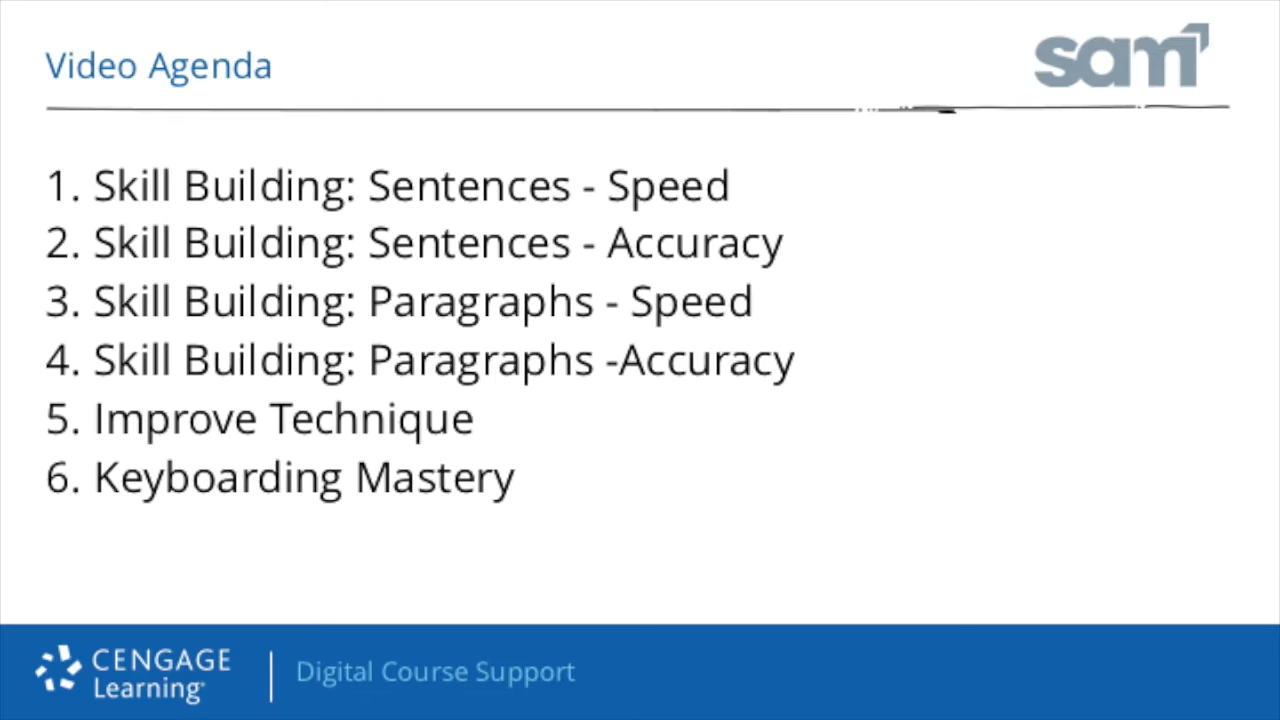 Video Agenda
sam
1. Skill Building: Sentences - Speed
2. Skill Building: Sentences - Accuracy
3. Skill Building: Paragraphs - Speed
4. Skill Building: Paragraphs -Accuracy
5. Improve Technique
6. Keyboarding Mastery
CENGAGE
Learning
Digital Course Support